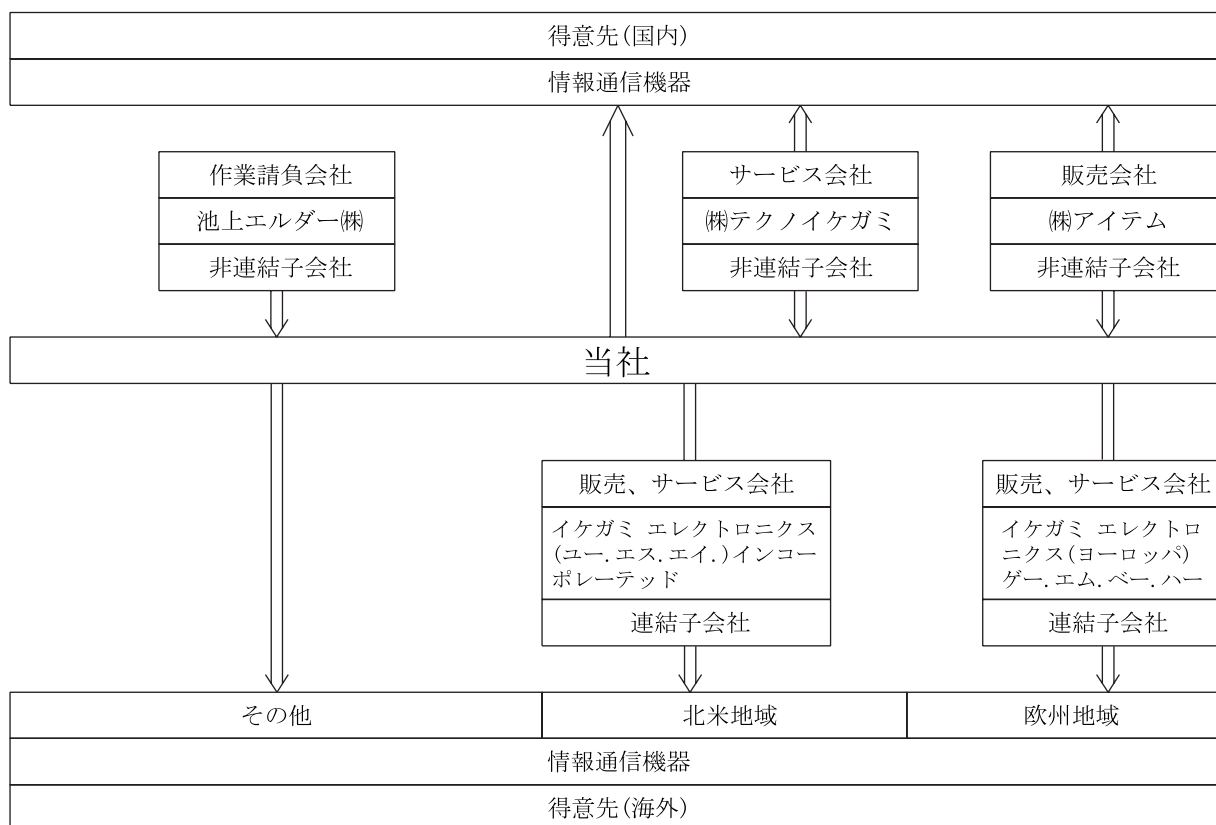 得意先(国内)
情報通信機器
作業請負会社
池上エルダー㈱
非連結子会社
サービス会社
㈱テクノイケガミ
非連結子会社
販売会社
㈱アイテム
非連結子会社
当社
販売、サービス会社
イケガミ エレクトロニクス
(ユー.エス.エイ.)インコー
ポレーテッド
連結子会社
販売、サービス会社
イケガミ エレクトロ
ニクス(ヨーロッパ)
ゲー.エム.ベー.ハー
連結子会社
その他
北米地域
欧州地域
情報通信機器
得意先(海外)